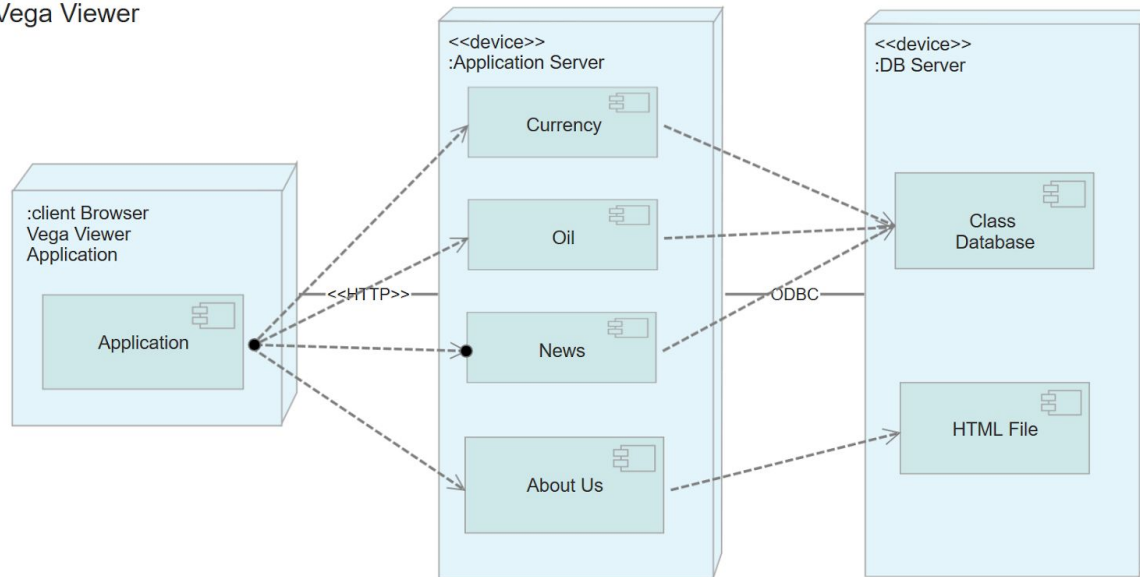 Vega Viewer
<<device>>
:Application Server
Currency
Oil
News
About Us
:client Browser
Vega Viewer
Application
Application
<<HTTP>>
<<device>>
:DB Server
Class
Database
HTML File
ODBC